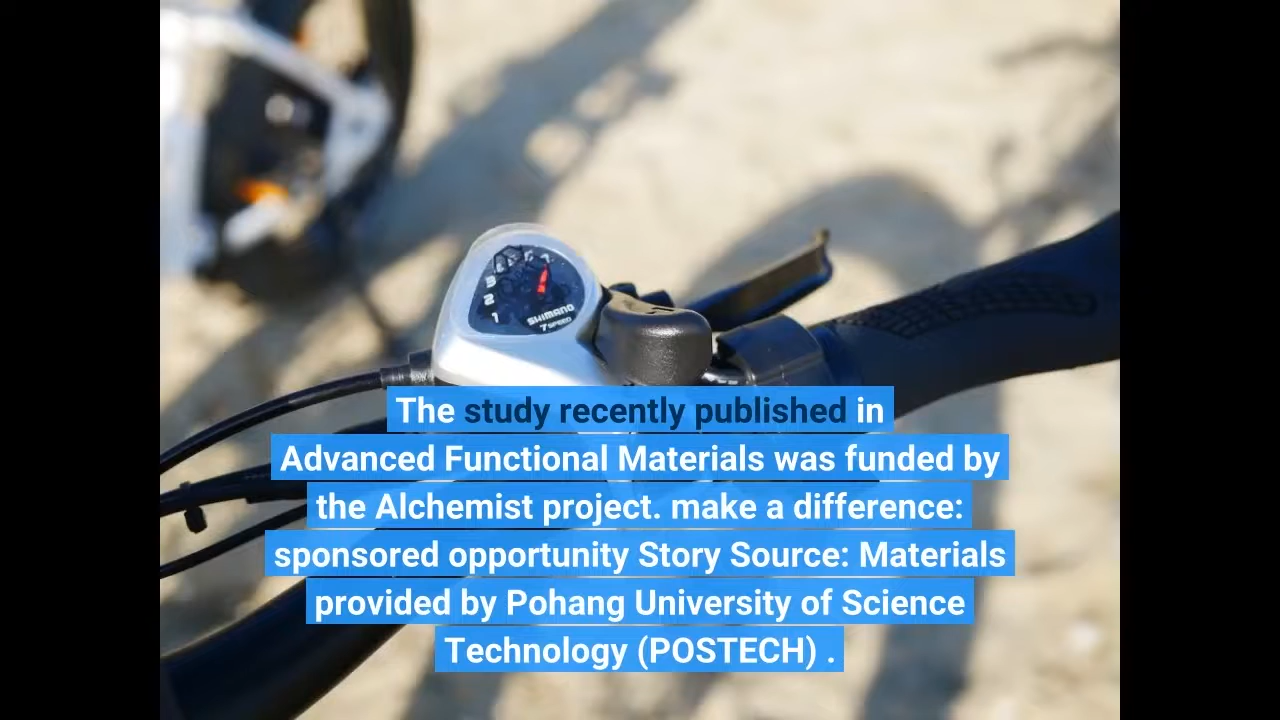 3
2
1
SHIMANO
7 SPEED
The study recently published in
Advanced Functional Materials was funded by
the Alchemist project. make a difference:
sponsored opportunity Story Source: Materials
provided by Pohang University of Science
Technology (POSTECH) .